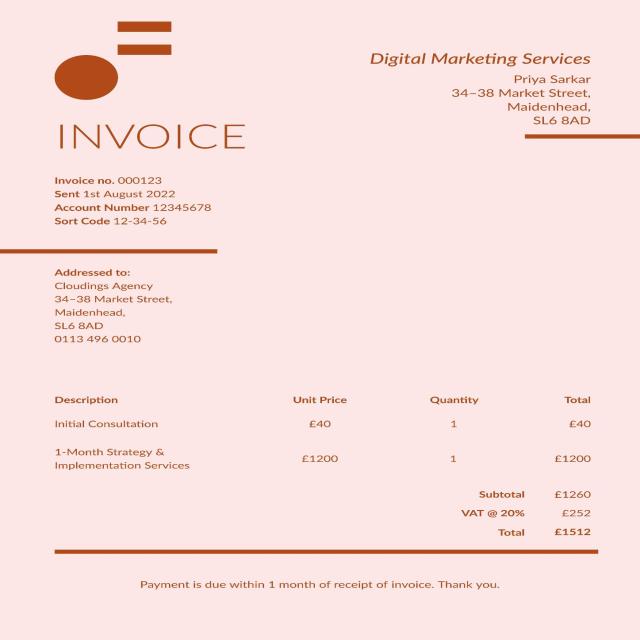 Digital Marketing Services
Priya Sarkar
34–38 Market Street,
Maidenhead,
SL6 8AD
INVOICE
Invoice no. 000123
Sent 1st August 2022
Account Number 12345678
Sort Code 12-34-56
Addressed to:
Cloudings Agency
34–38 Market Street,
Maidenhead,
SL6 8AD
0113 496 0010
Description Unit Price Quantity Total
Initial Consultation £40 1 £40
1-Month Strategy &
Implementation Services £1200 1 £1200
Subtotal £1260
VAT @ 20% £252
Total £1512
Payment is due within 1 month of receipt of invoice. Thank you.